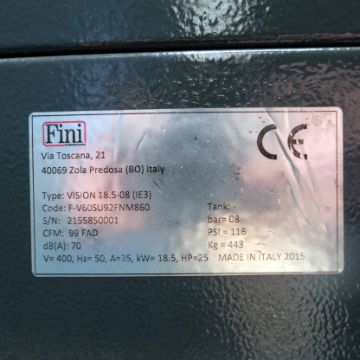 Fini
CE
Via Toscana, 21
40069 Zola Predosa (BO) Italy
Type: VISION 18.5-08 (IE3)
Code: F-V60SU92FNM860
Tank: -
S/N: 2155850001
bar= 08
CFM: 99 FAD
PSI= 116
dB(A): 70
Kg= 443
V= 400, Hz= 50, A=35, kW= 18.5, HP=25 MADE IN ITALY 2015